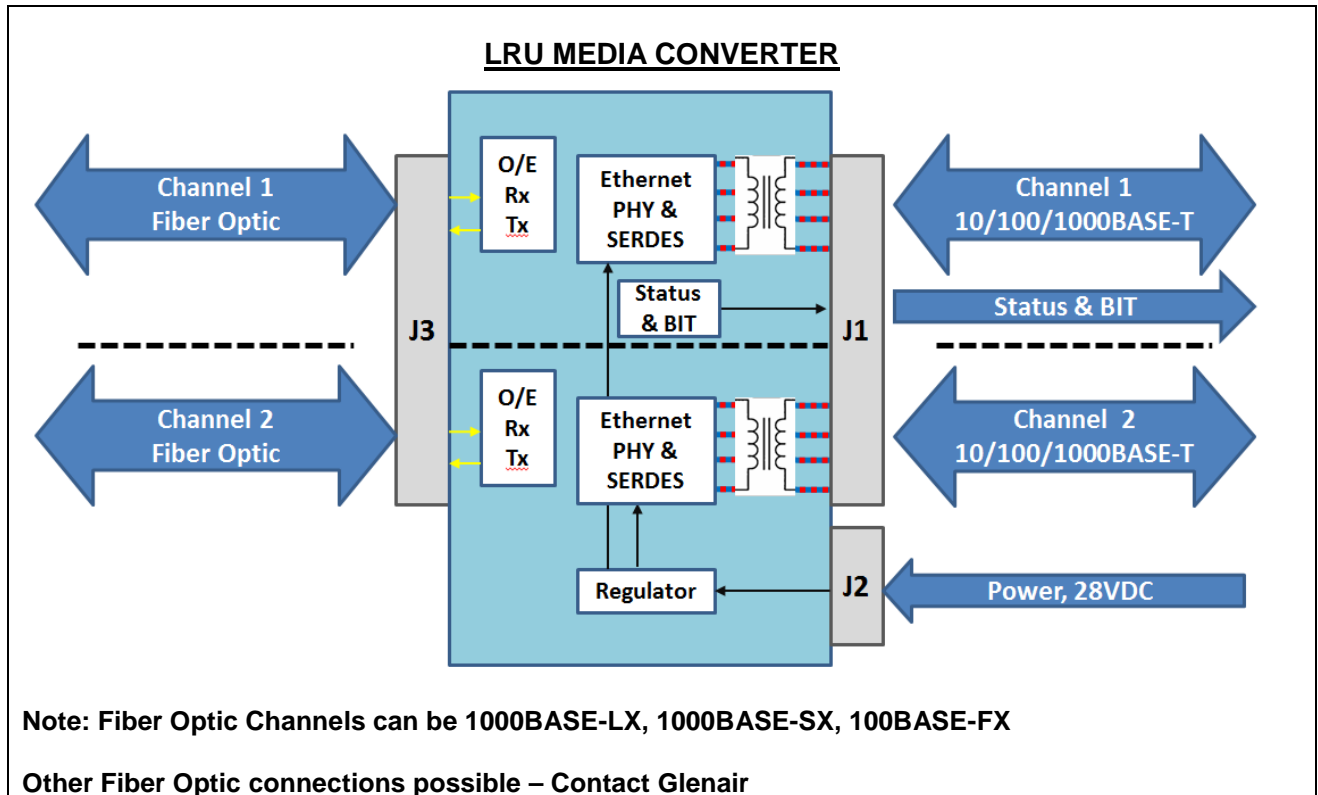 LRU MEDIA CONVERTER
Channel 1
Fiber Optic
O/E
Rx
Tx
Ethernet
PHY &
SERDES
Channel 1
10/100/1000BASE-T
Status
& BIT
Status & BIT
J3
J1
Channel 2
Fiber Optic
O/E
Rx
Tx
Ethernet
PHY &
SERDES
Channel 2
10/100/1000BASE-T
Regulator
J2
Power, 28VDC
Note: Fiber Optic Channels can be 1000BASE-LX, 1000BASE-SX, 100BASE-FX
Other Fiber Optic connections possible – Contact Glenair